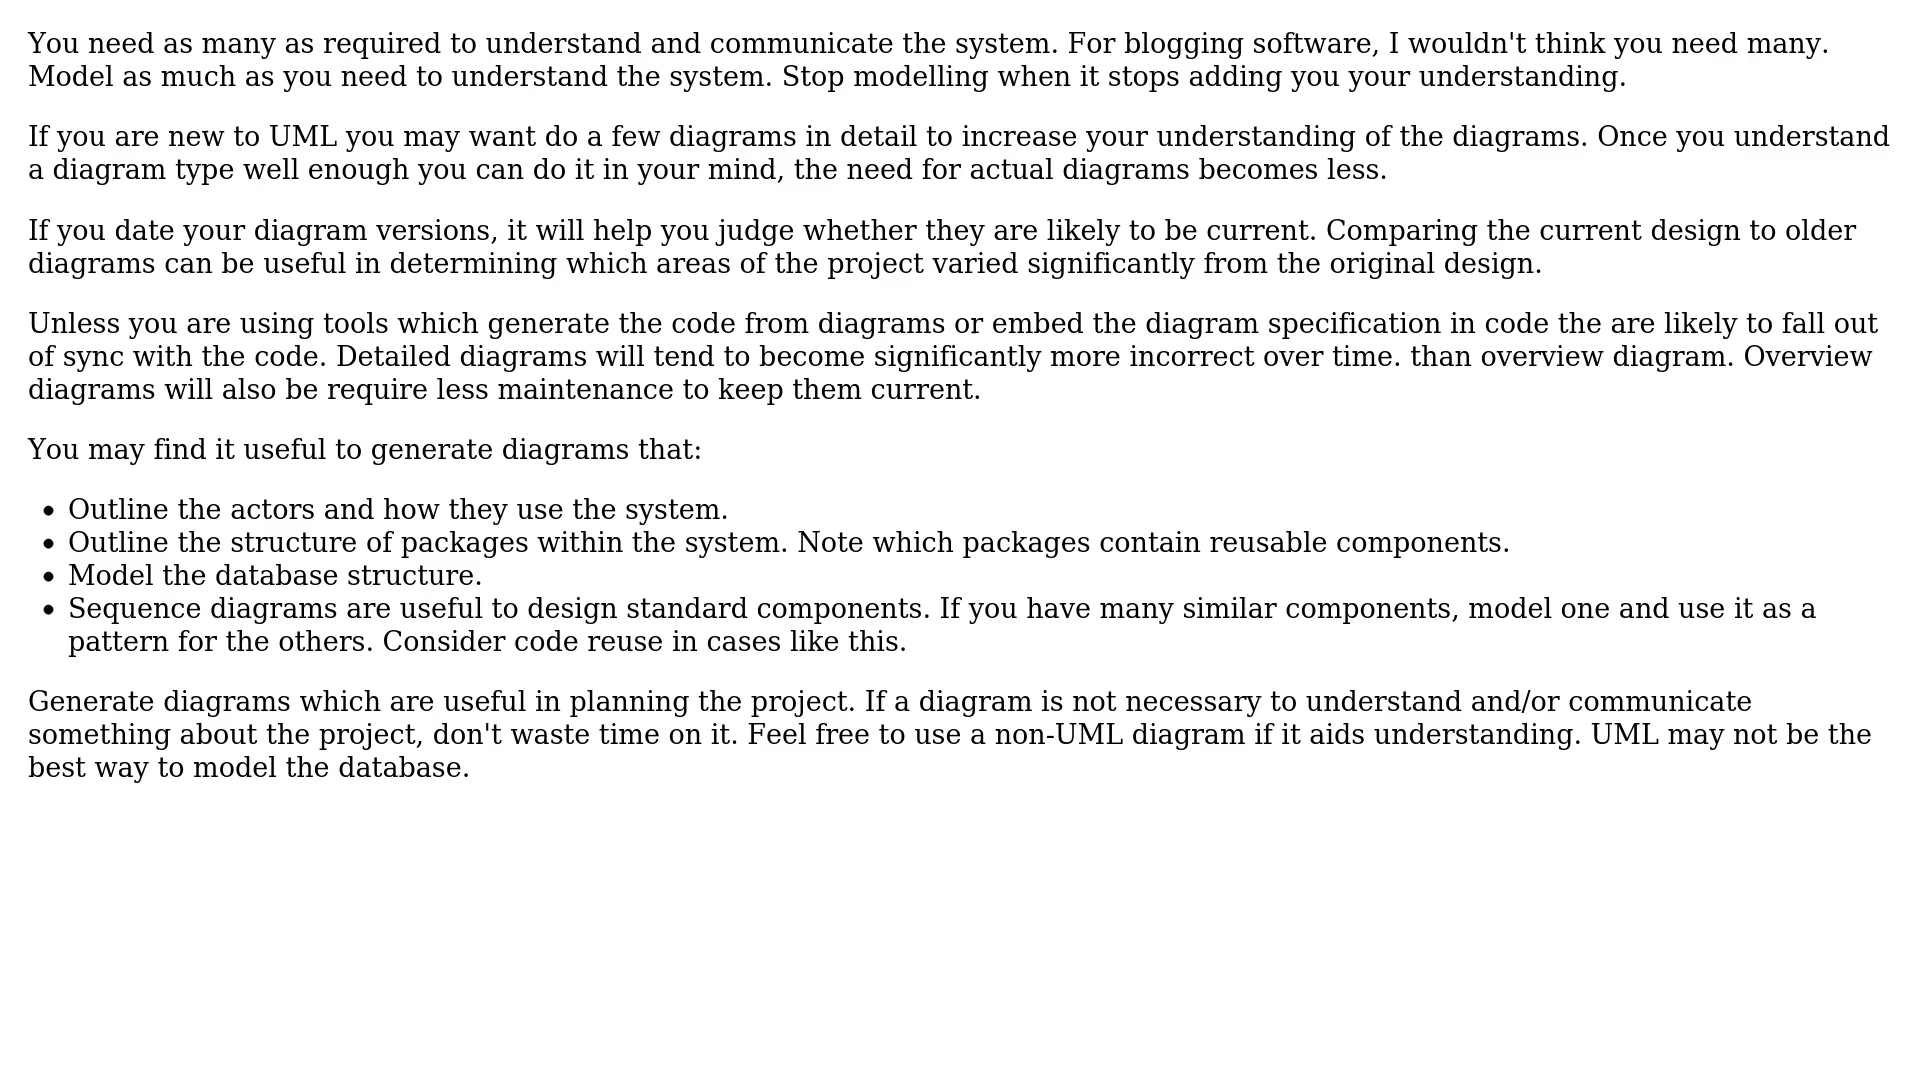 You need as many as required to understand and communicate the system. For blogging software, I wouldn't think you need many.
Model as much as you need to understand the system. Stop modelling when it stops adding you your understanding.
If you are new to UML you may want do a few diagrams in detail to increase your understanding of the diagrams. Once you understand
a diagram type well enough you can do it in your mind, the need for actual diagrams becomes less.
If you date your diagram versions, it will help you judge whether they are likely to be current. Comparing the current design to older
diagrams can be useful in determining which areas of the project varied significantly from the original design.
Unless you are using tools which generate the code from diagrams or embed the diagram specification in code the are likely to fall out
of sync with the code. Detailed diagrams will tend to become significantly more incorrect over time. than overview diagram. Overview
diagrams will also be require less maintenance to keep them current.
You may find it useful to generate diagrams that:
• Outline the actors and how they use the system.
• Outline the structure of packages within the system. Note which packages contain reusable components.
• Model the database structure.
• Sequence diagrams are useful to design standard components. If you have many similar components, model one and use it as a
pattern for the others. Consider code reuse in cases like this.
Generate diagrams which are useful in planning the project. If a diagram is not necessary to understand and/or communicate
something about the project, don't waste time on it. Feel free to use a non-UML diagram if it aids understanding. UML may not be the
best way to model the database.